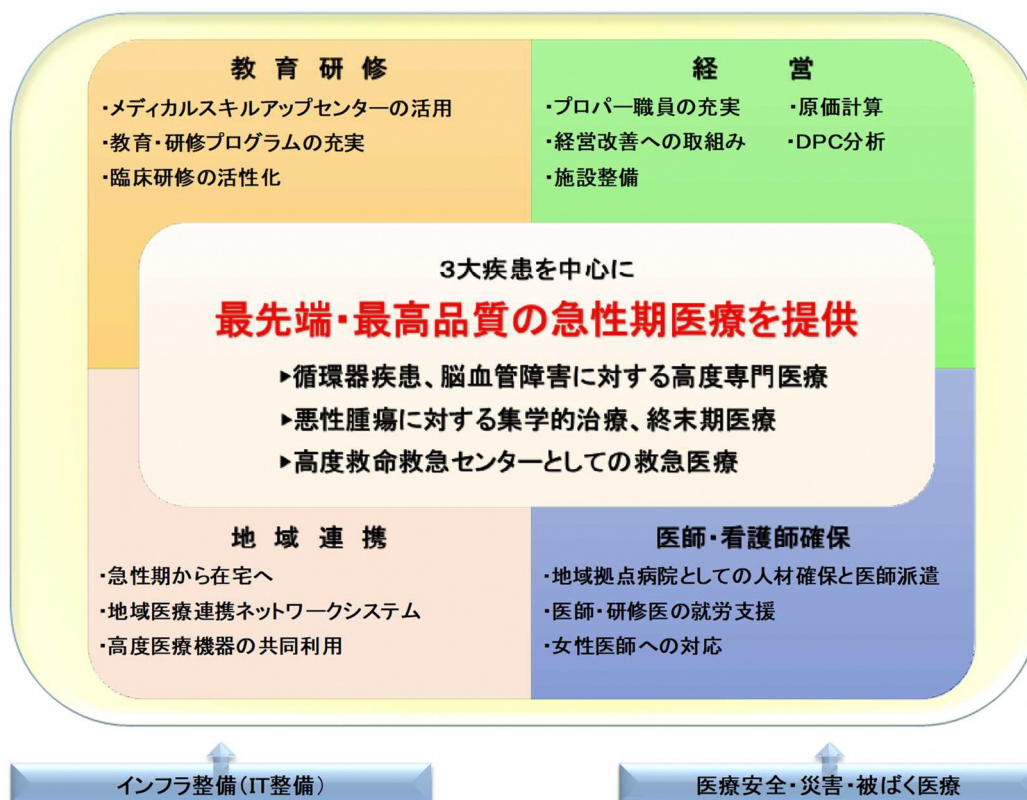 教育研修
・メディカルスキルアップセンターの活用
・教育・研修プログラムの充実
・臨床研修の活性化
経営
・プロパー職員の充実 ・原価計算
・経営改善への取組み ・DPC分析
・施設整備
3大疾患を中心に
最先端・最高品質の急性期医療を提供
▶循環器疾患、脳血管障害に対する高度専門医療
▶悪性腫瘍に対する集学的治療、終末期医療
▶高度救命救急センターとしての救急医療
地域連携
・急性期から在宅へ
・地域医療連携ネットワークシステム
・高度医療機器の共同利用
医師・看護師確保
・地域拠点病院としての人材確保と医師派遣
・医師・研修医の就労支援
・女性医師への対応
インフラ整備(IT整備)
医療安全・災害・被ばく医療